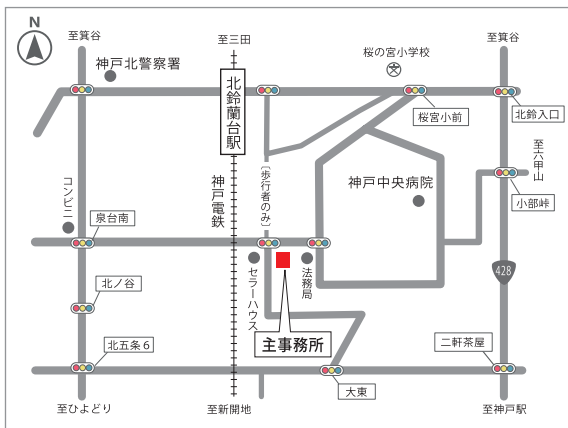 N
至箕谷
至三田
至箕谷
桜の宮小学校
神戸北警察署
北鈴蘭台駅
桜宮小前
北鈴入口
至六甲山
[歩行者のみ]
神戸電鉄
神戸中央病院
小部峠
コンビニ
泉台南
セラーハウス
法務局
428
北ノ谷
主事務所
北五条6
二軒茶屋
大東
至ひよどり
至新開地
至神戸駅